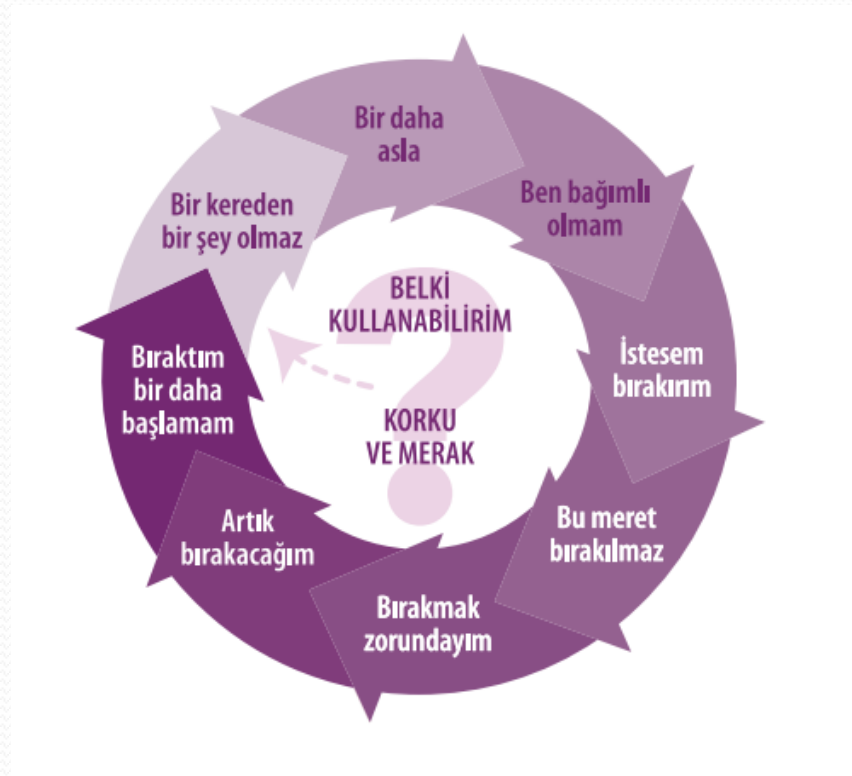 Bir daha
asla
Ben bağımlı
olmam
İstesem
bırakırım
Bu meret
bırakılmaz
Bırakmak
zorundayım
Artık
bırakacağım
Bıraktım
bir daha
başlamam
Bir kereden
bir şey olmaz
BELKİ
KULLANABİLİRİM
KORKU
VE MERAK